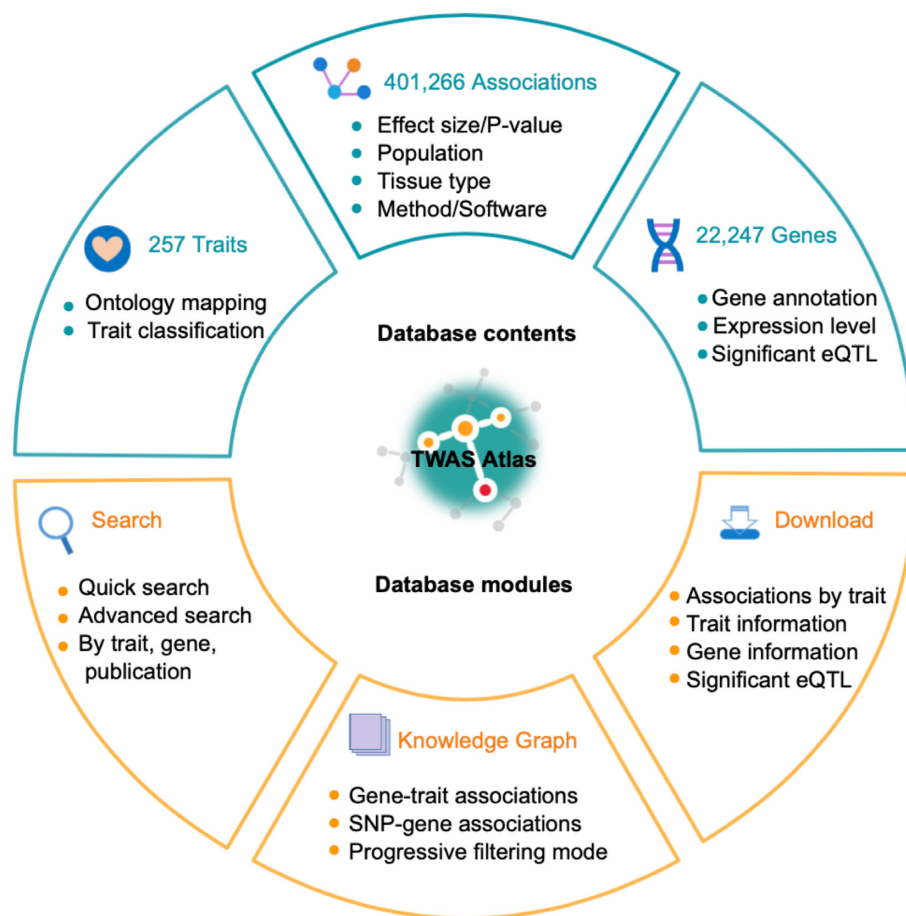 401,266 Associations
Effect size/P-value
Population
Tissue type
Method/Software
257 Traits
Ontology mapping
Trait classification
22,247 Genes
Gene annotation
Expression level
Significant eQTL
Database contents
TWAS Atlas
Database modules
Search
Quick search
Advanced search
By trait, gene,
publication
Knowledge Graph
Gene-trait associations
SNP-gene associations
Progressive filtering mode
Download
Associations by trait
Trait information
Gene information
Significant eQTL